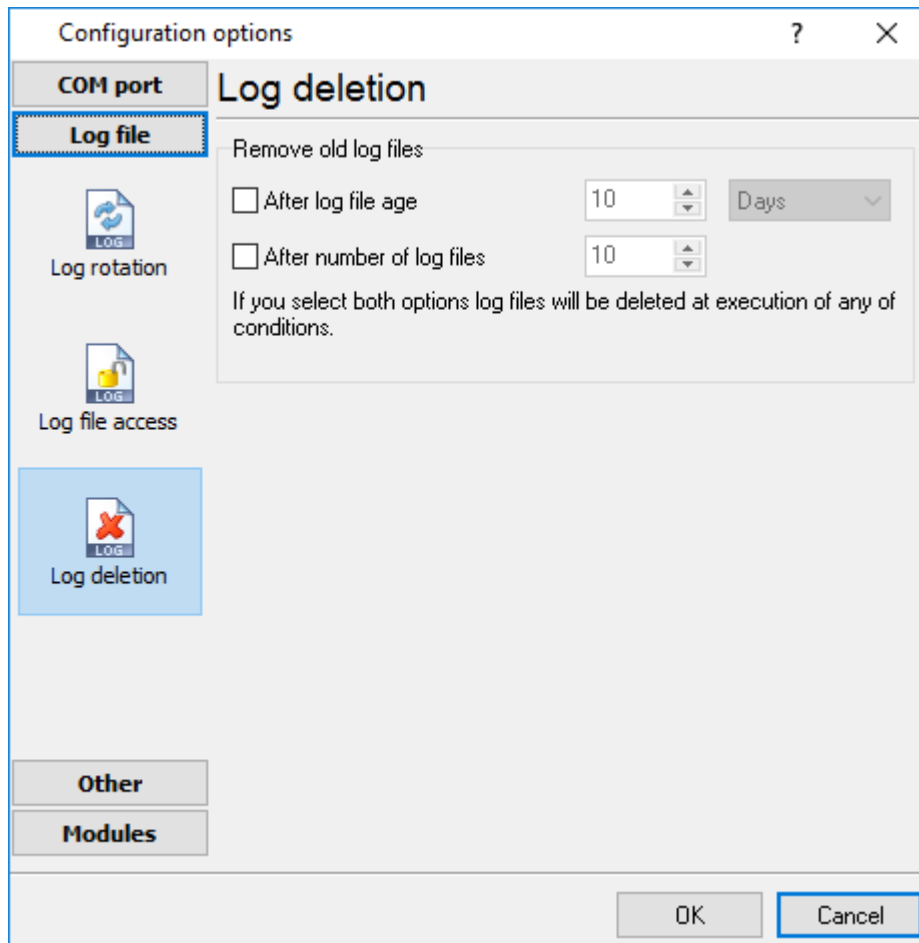 Configuration options
?
COM port
Log deletion
Log file
Remove old log files
After log file age
10
Days
After number of log files
10
If you select both options log files will be deleted at execution of any of
conditions.
LOG
Log rotation
LOG
Log file access
LOG
Log deletion
Other
Modules
OK
Cancel